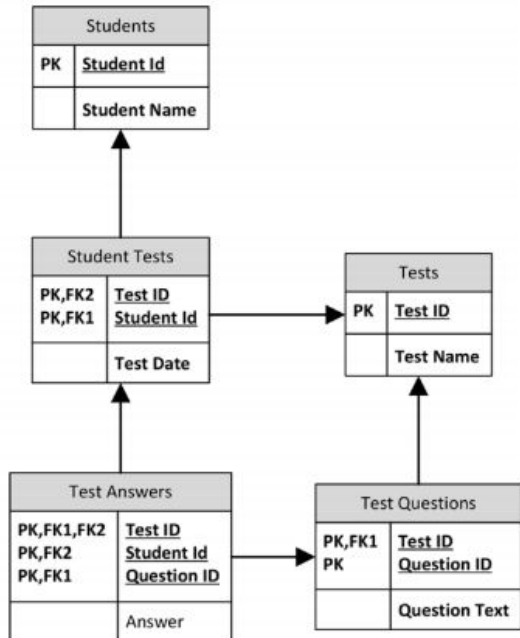 Students
PK Student Id
Student Name
Student Tests
PK,FK2 Test ID
PK,FK1 Student Id
Test Date
Tests
PK Test ID
Test Name
Test Answers
PK,FK1,FK2 Test ID
PK,FK2 Student Id
PK,FK1 Question ID
Answer
Test Questions
PK,FK1 Test ID
PK Question ID
Question Text